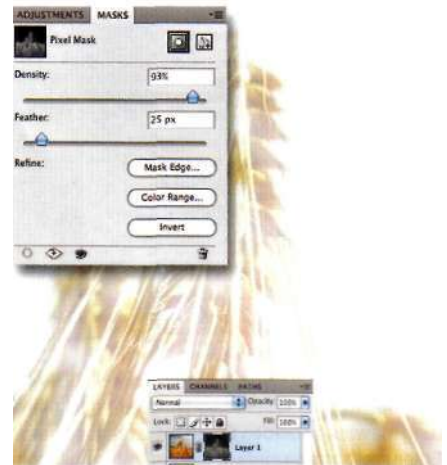 ADJUSTMENTS MASKS
Pixel Mask
Density: 93%
Feather: 25 px
Refine:
Mask Edge...
Color Range...
Invert
LAYERS CHANNELS PATHS
Normal Opacity: 100%
Lock: Fill: 100%
Layer 1